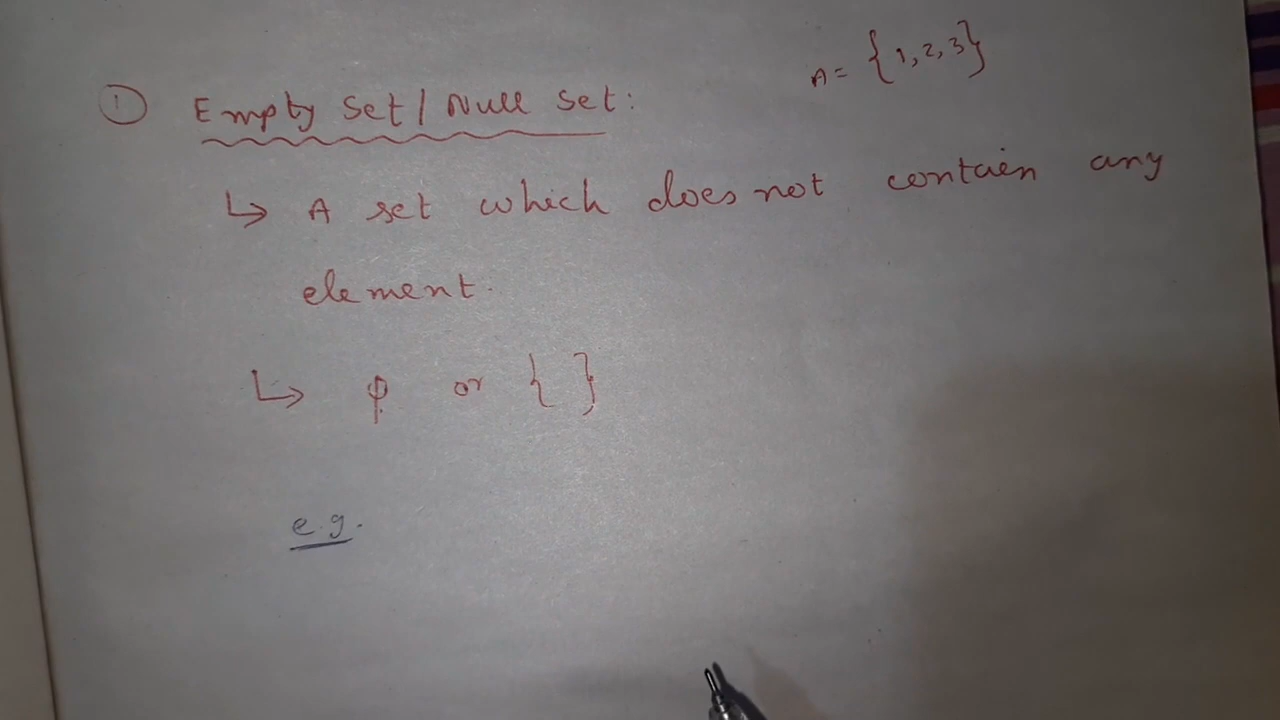 A = {1, 2, 3}
① Empty Set / Null Set:
↳ A set which does not contain any
element.
↳ φ or { }
e.g.